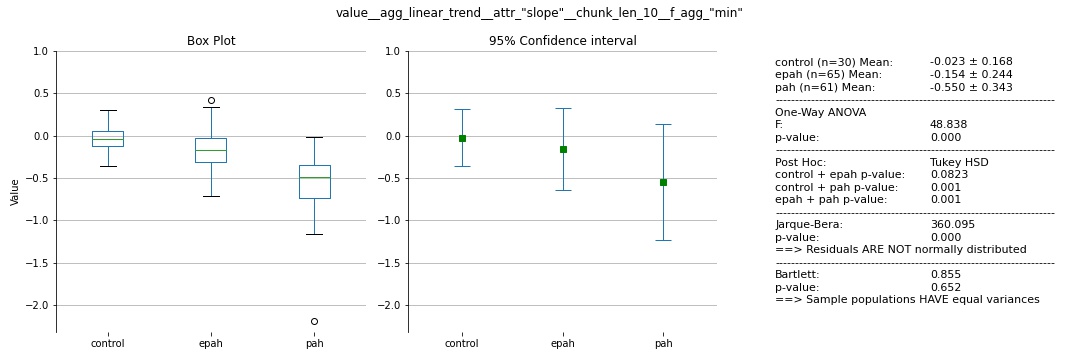 value__agg_linear_trend__attr_"slope"__chunk_len_10__f_agg_"min"
Box Plot
1.0
0.5
0.0
−0.5
−1.0
−1.5
−2.0
Value
control
epah
pah
95% Confidence interval
1.0
0.5
0.0
−0.5
−1.0
−1.5
−2.0
control
epah
pah
control (n=30) Mean: -0.023 ± 0.168
epah (n=65) Mean: -0.154 ± 0.244
pah (n=61) Mean: -0.550 ± 0.343
One-Way ANOVA
F: 48.838
p-value: 0.000
Post Hoc: Tukey HSD
control + epah p-value: 0.0823
control + pah p-value: 0.001
epah + pah p-value: 0.001
Jarque-Bera: 360.095
p-value: 0.000
==> Residuals ARE NOT normally distributed
Bartlett: 0.855
p-value: 0.652
==> Sample populations HAVE equal variances